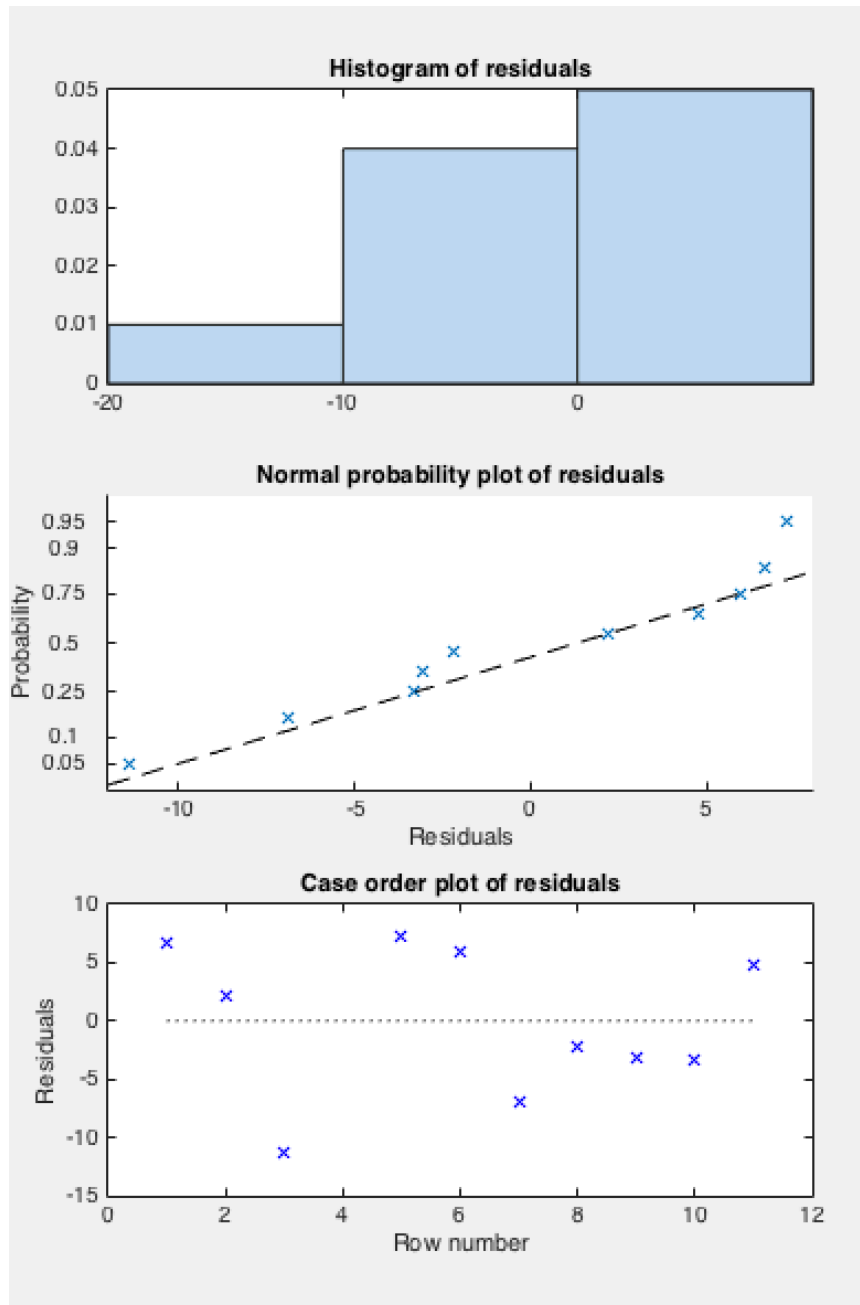 Histogram of residuals
0.05
0.04
0.03
0.02
0.01
0
-20 -10 0
Normal probability plot of residuals
0.95
0.9
0.75
0.5
0.25
0.1
0.05
Probability
-10 -5 0 5
Residuals
Case order plot of residuals
10
5
0
-5
-10
-15
Residuals
0 2 4 6 8 10 12
Row number